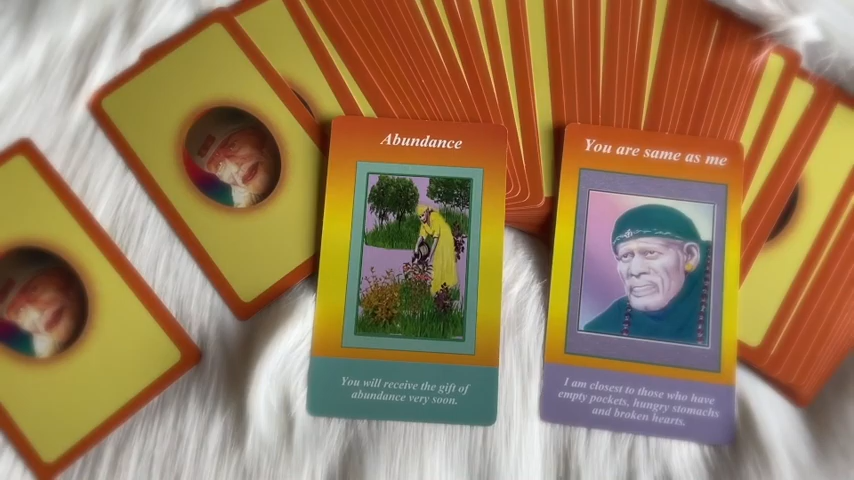 Abundance
You will receive the gift of
abundance very soon.
You are same as me
I am closest to those who have
empty pockets, hungry stomachs
and broken hearts.